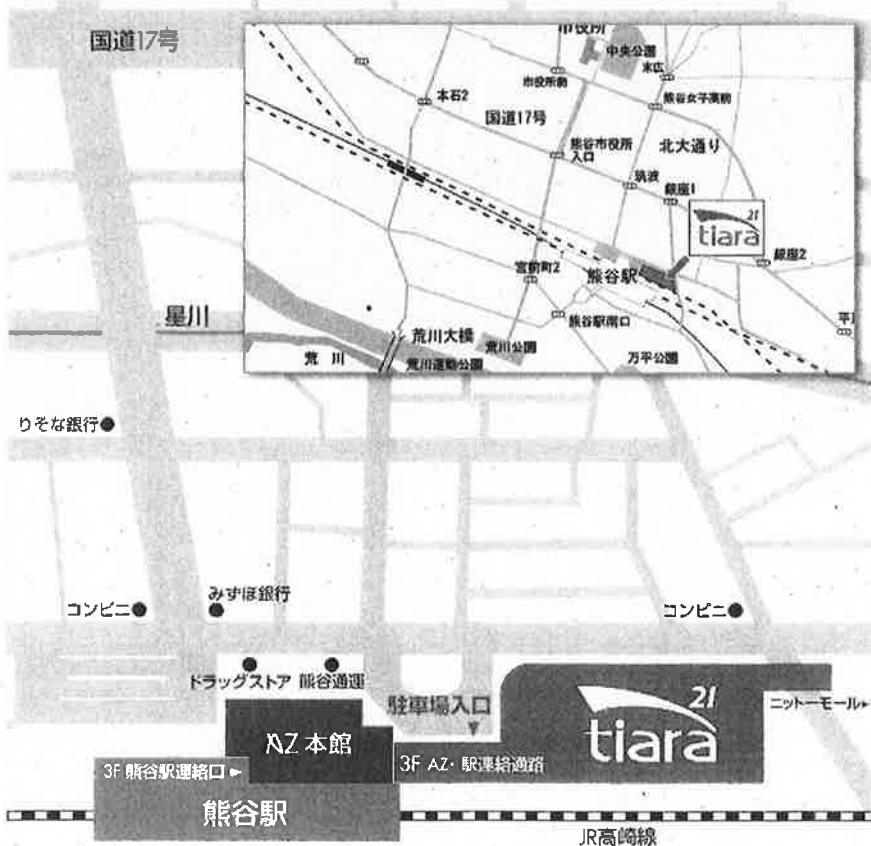 国道17号
市役所
中央公園
末広
市役所前
本石2
熊谷女子高前
国道17号
熊谷市役所
入口
北大通り
筑波
銀座1
21
tiara
銀座2
熊谷駅
宮前町2
熊谷駅南口
荒川大橋
荒川公園
荒川
荒川運動公園
万平公園
星川
りそな銀行
コンビニ
みずほ銀行
コンビニ
ドラッグストア
熊谷通運
駐車場入口
21
tiara
ニットーモール
AZ 本館
3F AZ・駅連絡通路
3F 熊谷駅連絡口
熊谷駅
JR高崎線